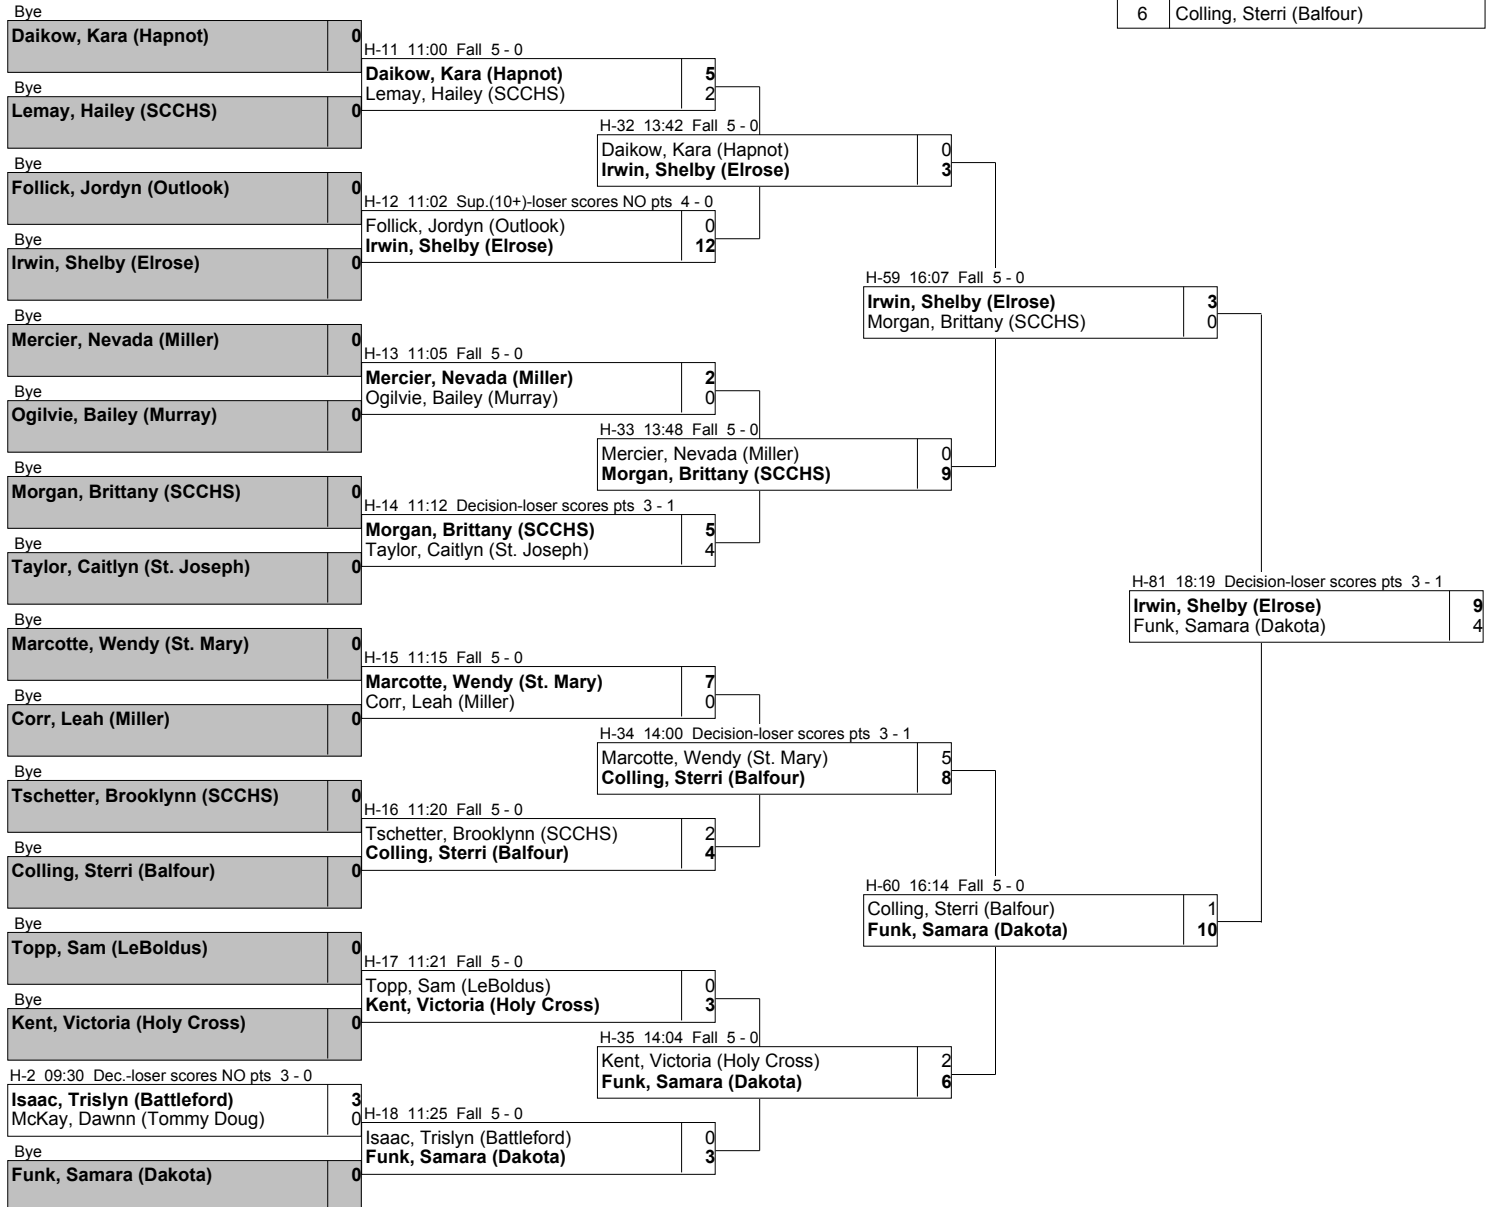 6 Colling, Sterri (Balfour)
Bye
Daikow, Kara (Hapnot) 0
Bye
Lemay, Hailey (SCCHS) 0
Bye
Follick, Jordyn (Outlook) 0
Bye
Irwin, Shelby (Elrose) 0
Bye
Mercier, Nevada (Miller) 0
Bye
Ogilvie, Bailey (Murray) 0
Bye
Morgan, Brittany (SCCHS) 0
Bye
Taylor, Caitlyn (St. Joseph) 0
Bye
Marcotte, Wendy (St. Mary) 0
Bye
Corr, Leah (Miller) 0
Bye
Tschetter, Brooklynn (SCCHS) 0
Bye
Colling, Sterri (Balfour) 0
Bye
Topp, Sam (LeBoldus) 0
Bye
Kent, Victoria (Holy Cross) 0
H-2 09:30 Dec.-loser scores NO pts 3 - 0
Isaac, Trislyn (Battleford) 3
McKay, Dawnn (Tommy Doug) 0
Bye
Funk, Samara (Dakota) 0
H-11 11:00 Fall 5 - 0
Daikow, Kara (Hapnot) 5
Lemay, Hailey (SCCHS) 2
H-12 11:02 Sup.(10+)-loser scores NO pts 4 - 0
Follick, Jordyn (Outlook) 0
Irwin, Shelby (Elrose) 12
H-13 11:05 Fall 5 - 0
Mercier, Nevada (Miller) 2
Ogilvie, Bailey (Murray) 0
H-14 11:12 Decision-loser scores pts 3 - 1
Morgan, Brittany (SCCHS) 5
Taylor, Caitlyn (St. Joseph) 4
H-15 11:15 Fall 5 - 0
Marcotte, Wendy (St. Mary) 7
Corr, Leah (Miller) 0
H-16 11:20 Fall 5 - 0
Tschetter, Brooklynn (SCCHS) 2
Colling, Sterri (Balfour) 4
H-17 11:21 Fall 5 - 0
Topp, Sam (LeBoldus) 0
Kent, Victoria (Holy Cross) 3
H-18 11:25 Fall 5 - 0
Isaac, Trislyn (Battleford) 0
Funk, Samara (Dakota) 3
H-32 13:42 Fall 5 - 0
Daikow, Kara (Hapnot) 0
Irwin, Shelby (Elrose) 3
H-33 13:48 Fall 5 - 0
Mercier, Nevada (Miller) 0
Morgan, Brittany (SCCHS) 9
H-34 14:00 Decision-loser scores pts 3 - 1
Marcotte, Wendy (St. Mary) 5
Colling, Sterri (Balfour) 8
H-35 14:04 Fall 5 - 0
Kent, Victoria (Holy Cross) 2
Funk, Samara (Dakota) 6
H-59 16:07 Fall 5 - 0
Irwin, Shelby (Elrose) 3
Morgan, Brittany (SCCHS) 0
H-60 16:14 Fall 5 - 0
Colling, Sterri (Balfour) 1
Funk, Samara (Dakota) 10
H-81 18:19 Decision-loser scores pts 3 - 1
Irwin, Shelby (Elrose) 9
Funk, Samara (Dakota) 4